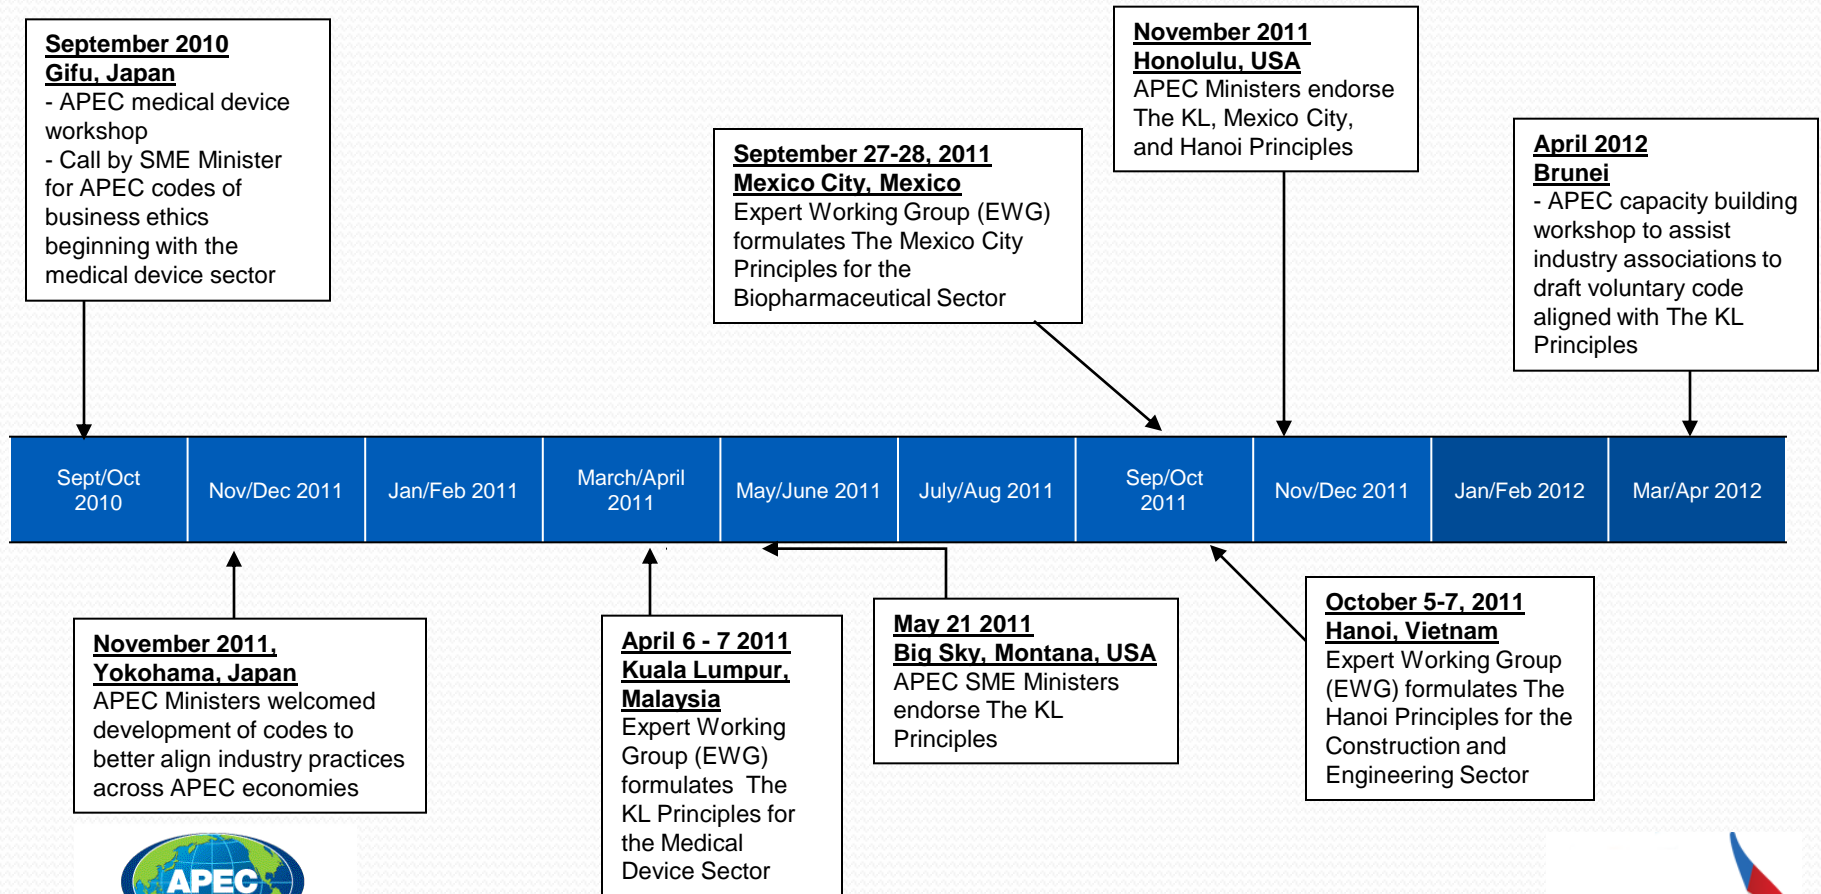 September 2010
Gifu, Japan
- APEC medical device
workshop
- Call by SME Minister
for APEC codes of
business ethics
beginning with the
medical device sector
September 27-28, 2011
Mexico City, Mexico
Expert Working Group (EWG)
formulates The Mexico City
Principles for the
Biopharmaceutical Sector
November 2011
Honolulu, USA
APEC Ministers endorse
The KL, Mexico City,
and Hanoi Principles
April 2012
Brunei
- APEC capacity building
workshop to assist
industry associations to
draft voluntary code
aligned with The KL
Principles
Sept/Oct
2010
Nov/Dec 2011
Jan/Feb 2011
March/April
2011
May/June 2011
July/Aug 2011
Sep/Oct
2011
Nov/Dec 2011
Jan/Feb 2012
Mar/Apr 2012
November 2011,
Yokohama, Japan
APEC Ministers welcomed
development of codes to
better align industry practices
across APEC economies
April 6 - 7 2011
Kuala Lumpur,
Malaysia
Expert Working
Group (EWG)
formulates The
KL Principles for
the Medical
Device Sector
May 21 2011
Big Sky, Montana, USA
APEC SME Ministers
endorse The KL
Principles
October 5-7, 2011
Hanoi, Vietnam
Expert Working Group
(EWG) formulates The
Hanoi Principles for the
Construction and
Engineering Sector
APEC